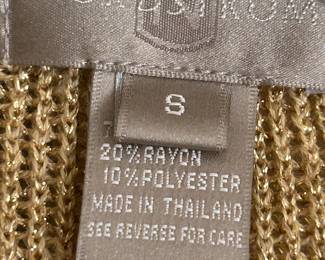 S
20% RAYON
10% POLYESTER
MADE IN THAILAND
SEE REVERSE FOR CARE